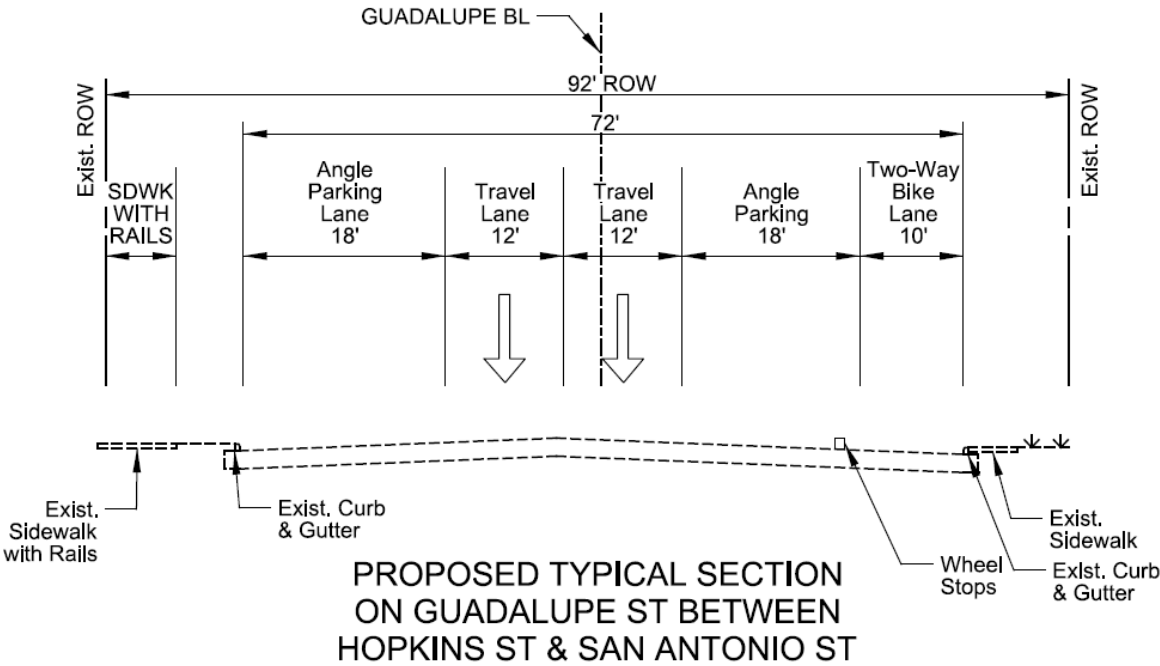 GUADALUPE BL
92' ROW
Exist. ROW
Exist. ROW
72'
SDWK
WITH
RAILS
Angle
Parking
Lane
18'
Travel
Lane
12'
Travel
Lane
12'
Angle
Parking
18'
Two-Way
Bike
Lane
10'
Exist.
Sidewalk
with Rails
Exist. Curb
& Gutter
Wheel
Stops
Exist.
Sidewalk
Exist. Curb
& Gutter
PROPOSED TYPICAL SECTION
ON GUADALUPE ST BETWEEN
HOPKINS ST & SAN ANTONIO ST